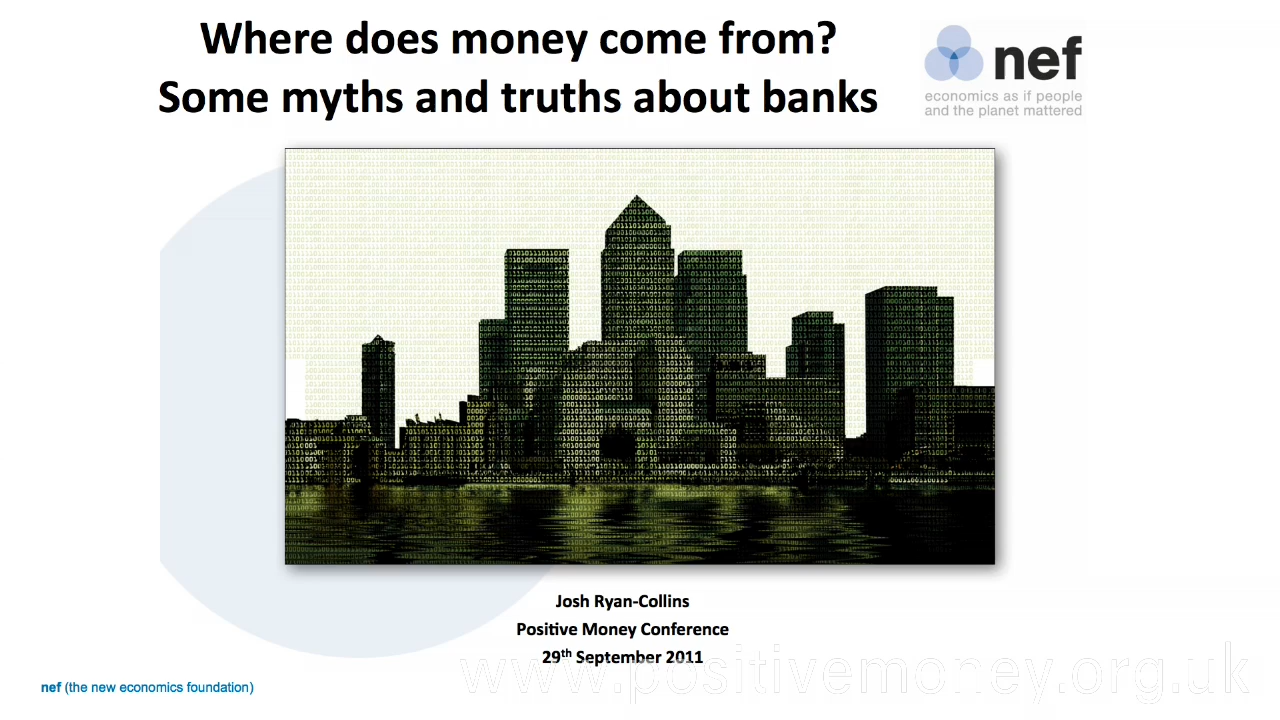 Where does money come from?
Some myths and truths about banks
nef
economics as if people
and the planet mattered
Josh Ryan-Collins
Positive Money Conference
29th September 2011
www.positivemoney.org.uk
nef (the new economics foundation)